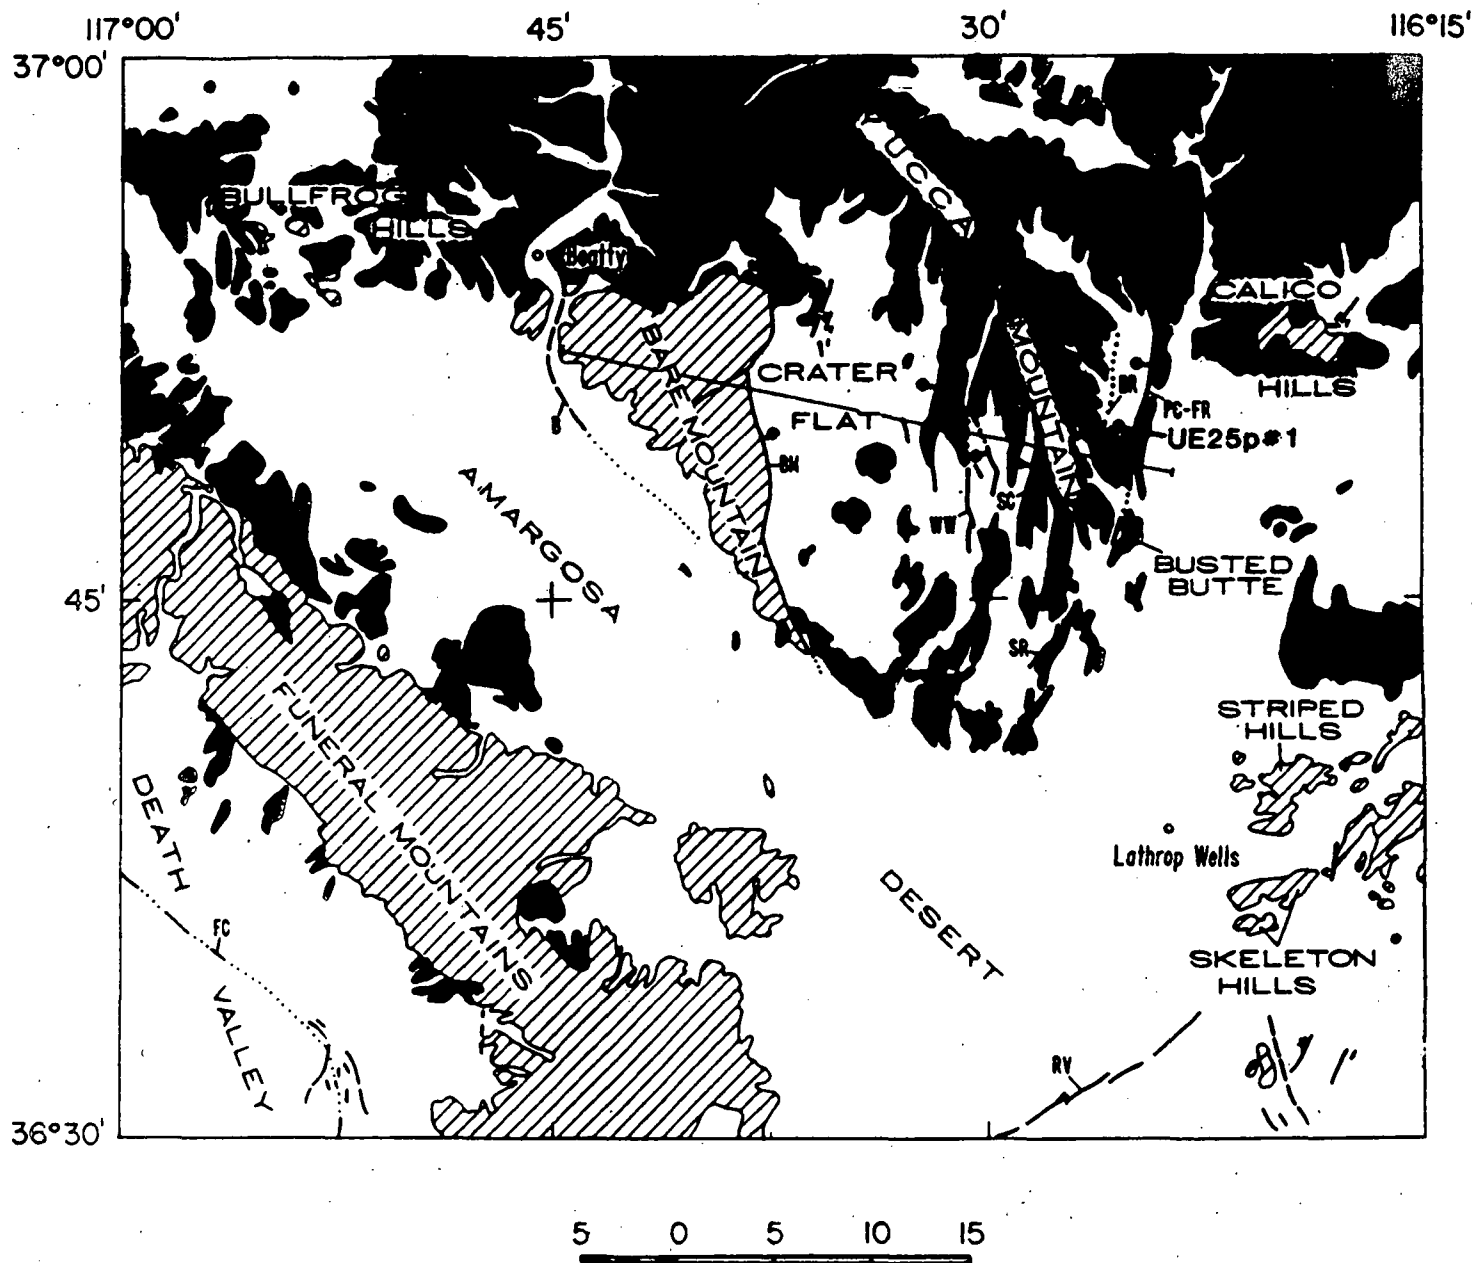 117°00' 45' 30' 116°15'
37°00'
YUCCA
BULLFROG
HILLS
Beatty
CALICO
HILLS
BARE MOUNTAIN
CRATER
FLAT
MOUNTAIN
BR
PC-FR
UE25p#1
B
BM
SC
WW
AMARGOSA
BUSTED
BUTTE
45'
SR
STRIPED
HILLS
FUNERAL MOUNTAINS
DEATH
Lathrop Wells
DESERT
FC
SKELETON
HILLS
VALLEY
RV
36°30'
5 0 5 10 15